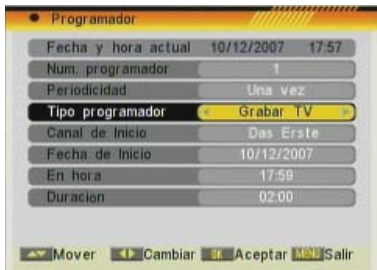 Programador
Fecha y hora actual 10/12/2007 17:57
Num. programador 1
Periodicidad Una vez
Tipo programador Grabar TV
Canal de Inicio Das Erste
Fecha de Inicio 10/12/2007
En hora 17:59
Duracion 02:00
Mover Cambiar OK Aceptar MENU Salir